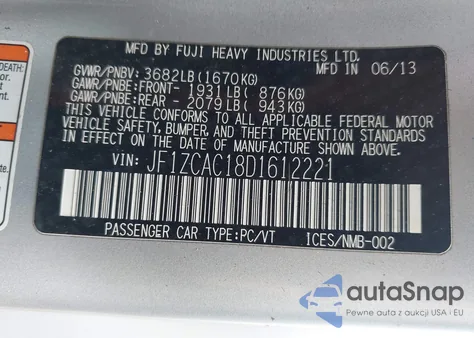 MFD BY FUJI HEAVY INDUSTRIES LTD.
GVWR/PNBV: 3682LB(1670KG) MFD IN 06/13
GAWR/PNBE:FRONT- 1931LB( 876KG)
GAWR/PNBE:REAR - 2079LB( 943KG)
THIS VEHICLE CONFORMS TO ALL APPLICABLE FEDERAL MOTOR
VEHICLE SAFETY, BUMPER, AND THEFT PREVENTION STANDARDS
IN EFFECT ON THE DATE OF MANUFACTURE SHOWN ABOVE.
VIN: JF1ZCAC18D1612221
PASSENGER CAR TYPE:PC/VT ICES/NMB-002
autoSnap
Pewne auta z aukcji USA i EU